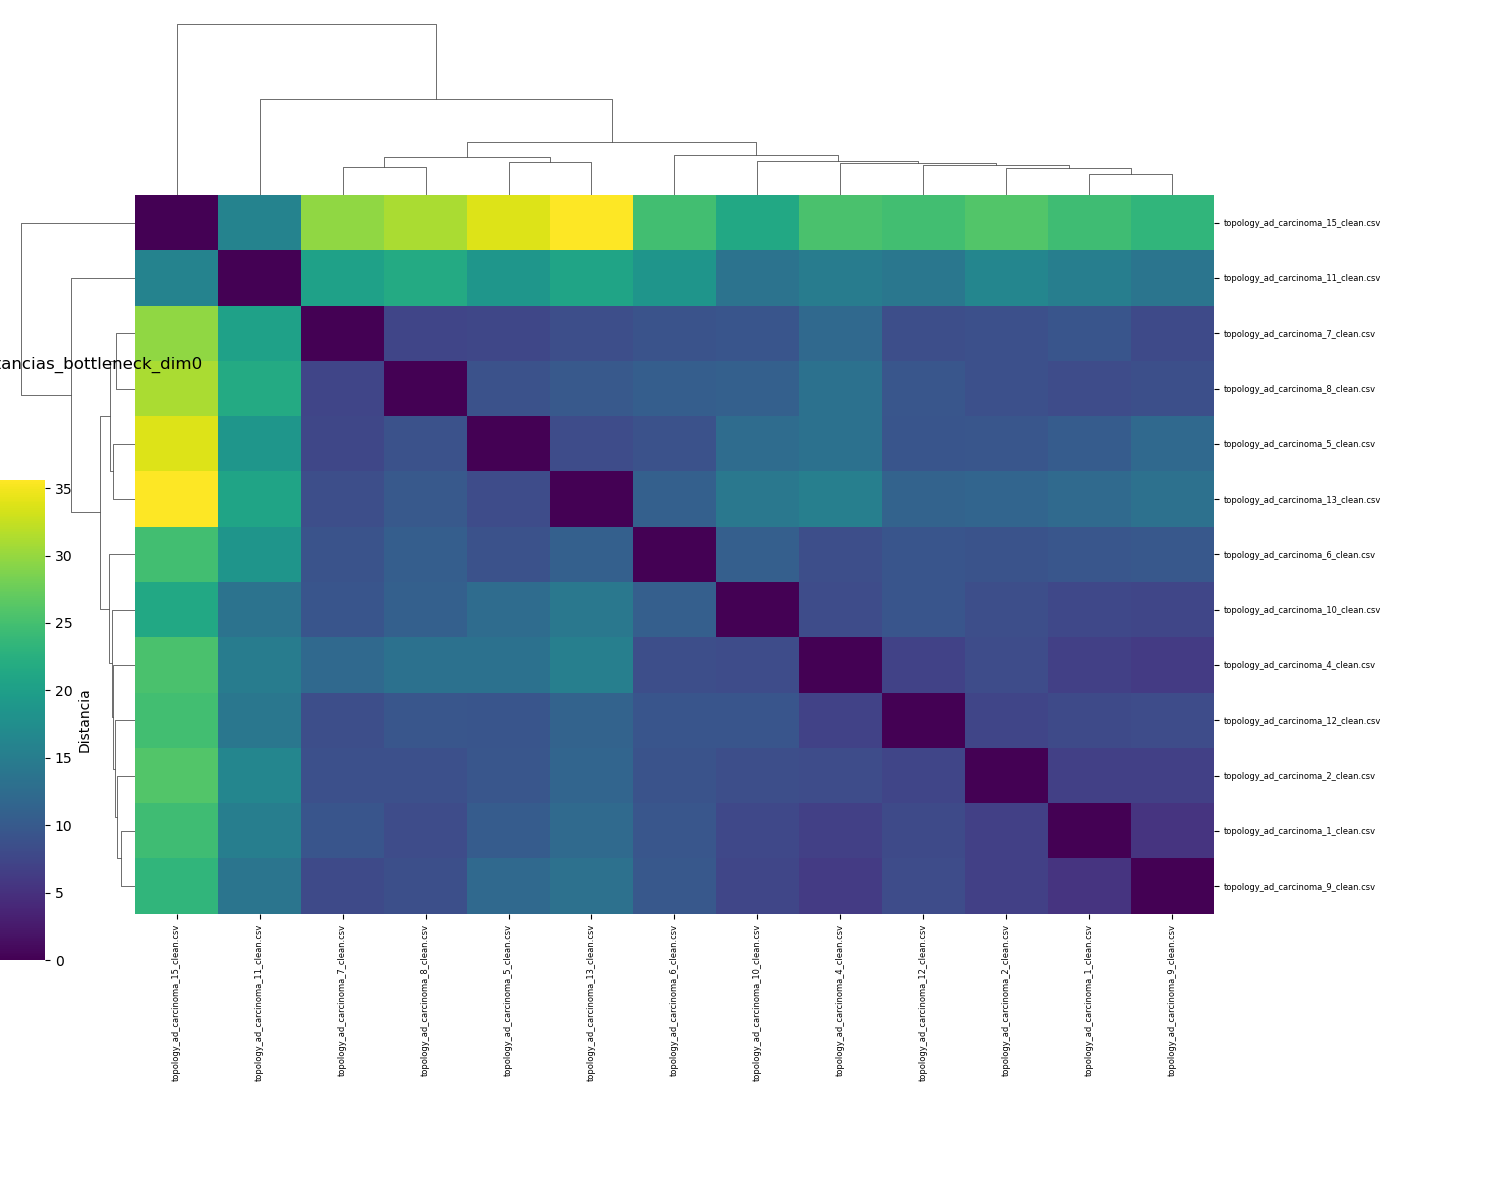 topology_ad_carcinoma_15_clean.csv
topology_ad_carcinoma_11_clean.csv
topology_ad_carcinoma_7_clean.csv
tancias_bottleneck_dim0
topology_ad_carcinoma_8_clean.csv
topology_ad_carcinoma_5_clean.csv
topology_ad_carcinoma_13_clean.csv
topology_ad_carcinoma_6_clean.csv
topology_ad_carcinoma_10_clean.csv
topology_ad_carcinoma_4_clean.csv
topology_ad_carcinoma_12_clean.csv
topology_ad_carcinoma_2_clean.csv
topology_ad_carcinoma_1_clean.csv
topology_ad_carcinoma_9_clean.csv
35
30
25
20
15
10
5
0
Distancia
topology_ad_carcinoma_15_clean.csv
topology_ad_carcinoma_11_clean.csv
topology_ad_carcinoma_7_clean.csv
topology_ad_carcinoma_8_clean.csv
topology_ad_carcinoma_5_clean.csv
topology_ad_carcinoma_13_clean.csv
topology_ad_carcinoma_6_clean.csv
topology_ad_carcinoma_10_clean.csv
topology_ad_carcinoma_4_clean.csv
topology_ad_carcinoma_12_clean.csv
topology_ad_carcinoma_2_clean.csv
topology_ad_carcinoma_1_clean.csv
topology_ad_carcinoma_9_clean.csv